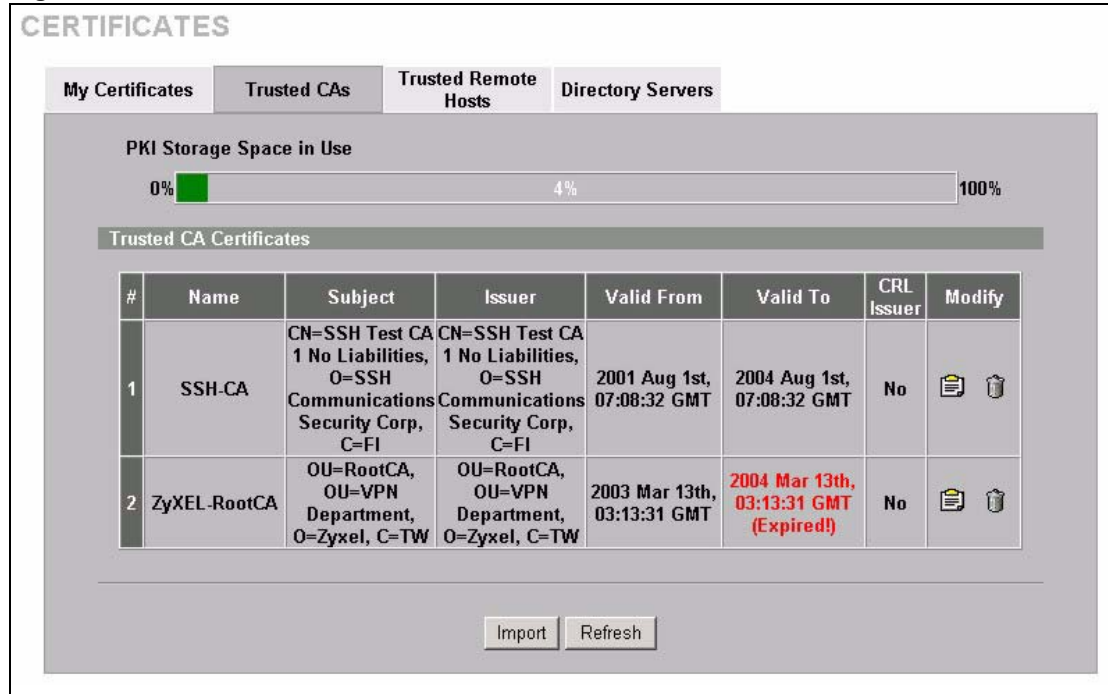 CERTIFICATES
My Certificates
Trusted CAs
Trusted Remote
Hosts
Directory Servers
PKI Storage Space in Use
0% 4% 100%
Trusted CA Certificates
# Name Subject Issuer Valid From Valid To CRL Issuer Modify
1
SSH-CA
CN=SSH Test CA
1 No Liabilities,
O=SSH
Communications
Security Corp,
C=FI
CN=SSH Test CA
1 No Liabilities,
O=SSH
Communications
Security Corp,
C=FI
2001 Aug 1st,
07:08:32 GMT
2004 Aug 1st,
07:08:32 GMT
No
2
ZyXEL-RootCA
OU=RootCA,
OU=VPN
Department,
O=Zyxel, C=TW
OU=RootCA,
OU=VPN
Department,
O=Zyxel, C=TW
2003 Mar 13th,
03:13:31 GMT
2004 Mar 13th,
03:13:31 GMT
(Expired!)
No
Import
Refresh